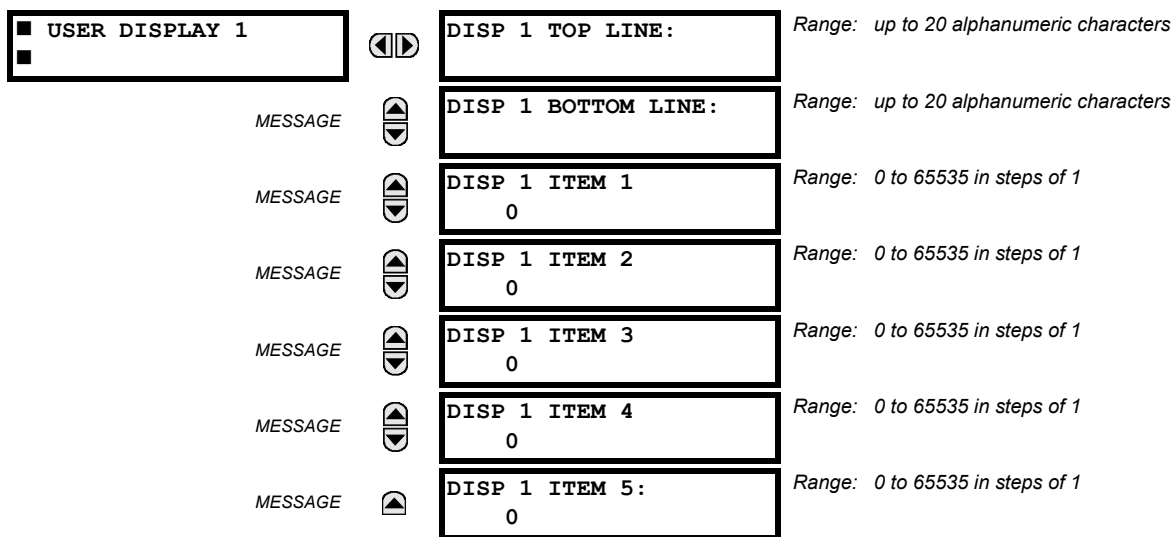 ■ USER DISPLAY 1
■
DISP 1 TOP LINE:
Range: up to 20 alphanumeric characters
MESSAGE
DISP 1 BOTTOM LINE:
Range: up to 20 alphanumeric characters
MESSAGE
DISP 1 ITEM 1
0
Range: 0 to 65535 in steps of 1
MESSAGE
DISP 1 ITEM 2
0
Range: 0 to 65535 in steps of 1
MESSAGE
DISP 1 ITEM 3
0
Range: 0 to 65535 in steps of 1
MESSAGE
DISP 1 ITEM 4
0
Range: 0 to 65535 in steps of 1
MESSAGE
DISP 1 ITEM 5:
0
Range: 0 to 65535 in steps of 1